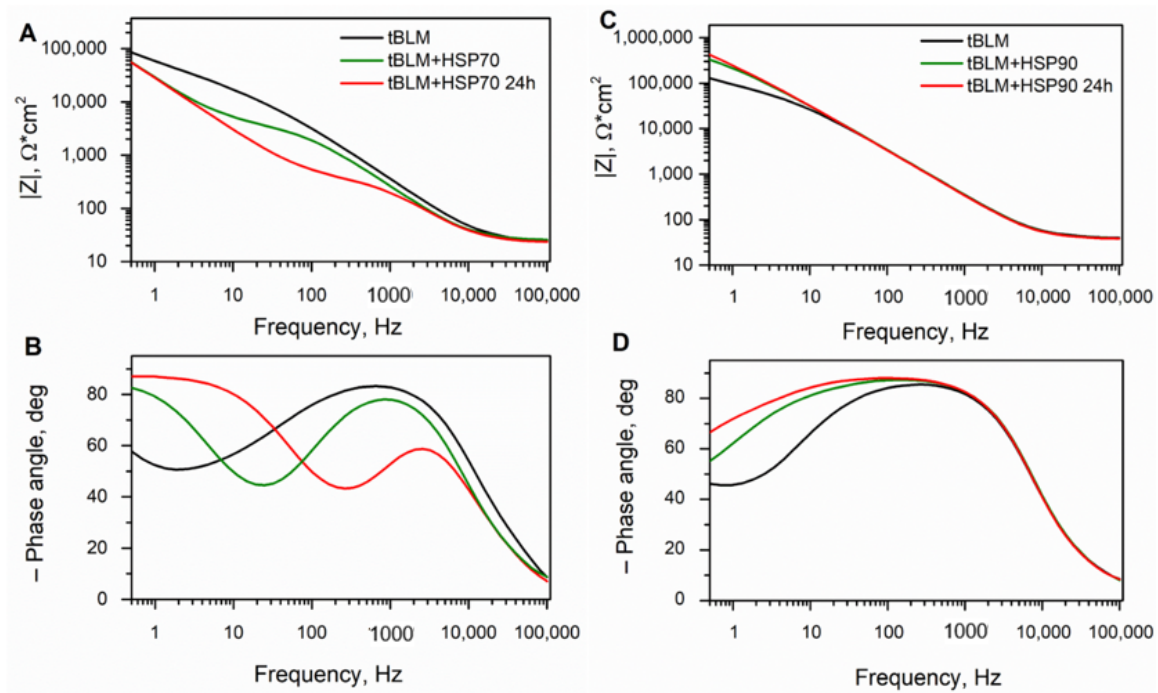 A
tBLM
tBLM+HSP70
tBLM+HSP70 24h
|Z|, Ω*cm²
100,000
10,000
1,000
100
10
1 10 100 1000 10,000 100,000
Frequency, Hz
C
tBLM
tBLM+HSP90
tBLM+HSP90 24h
|Z|, Ω*cm²
1,000,000
100,000
10,000
1,000
100
10
1 10 100 1000 10,000 100,000
Frequency, Hz
B
– Phase angle, deg
80
60
40
20
0
1 10 100 1000 10,000 100,000
Frequency, Hz
D
– Phase angle, deg
80
60
40
20
0
1 10 100 1000 10,000 100,000
Frequency, Hz